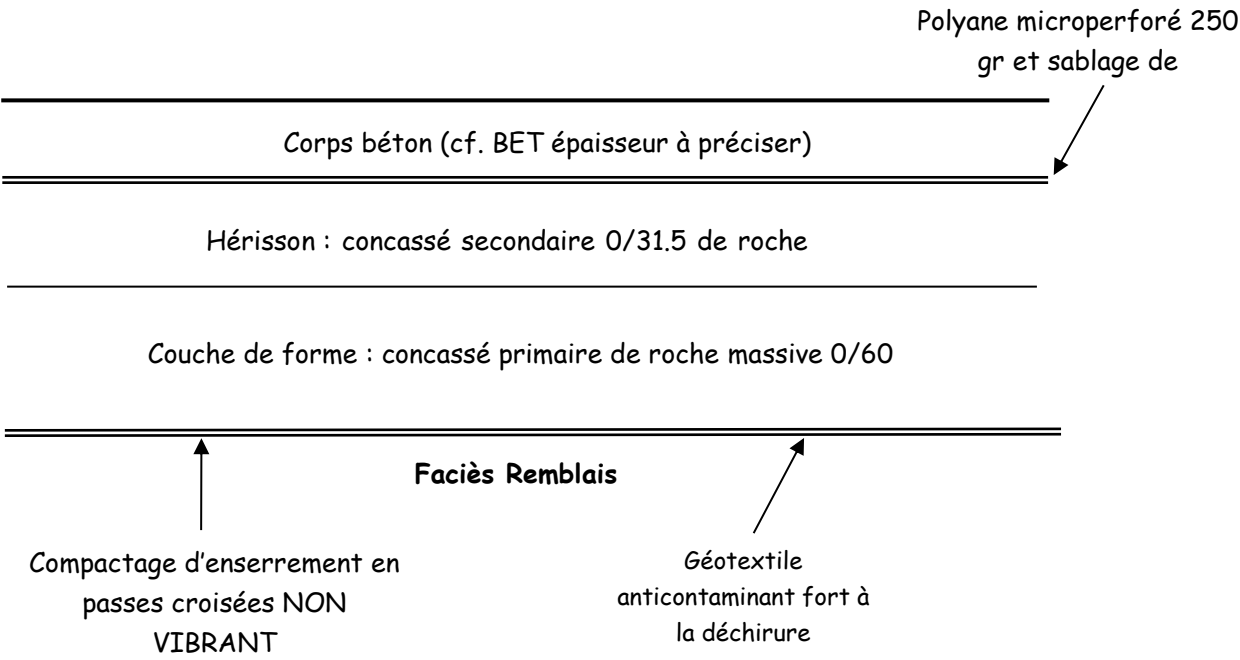 Polyane microperforé 250
gr et sablage de
Corps béton (cf. BET épaisseur à préciser)
Hérisson : concassé secondaire 0/31.5 de roche
Couche de forme : concassé primaire de roche massive 0/60
Faciès Remblais
Compactage d'enserrement en
passes croisées NON
VIBRANT
Géotextile
anticontaminant fort à
la déchirure